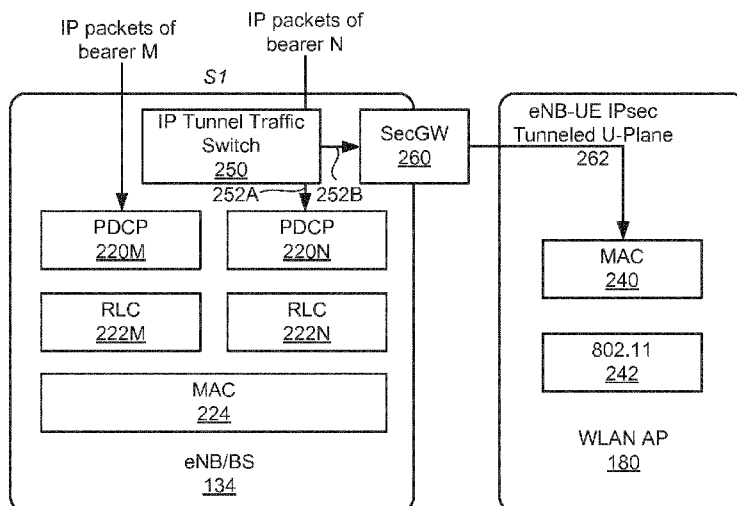 IP packets of
bearer M
IP packets of
bearer N
S1
IP Tunnel Traffic
Switch
250
SecGW
260
eNB-UE IPsec
Tunneled U-Plane
262
252A
252B
PDCP
220M
PDCP
220N
MAC
240
RLC
222M
RLC
222N
802.11
242
MAC
224
eNB/BS
134
WLAN AP
180